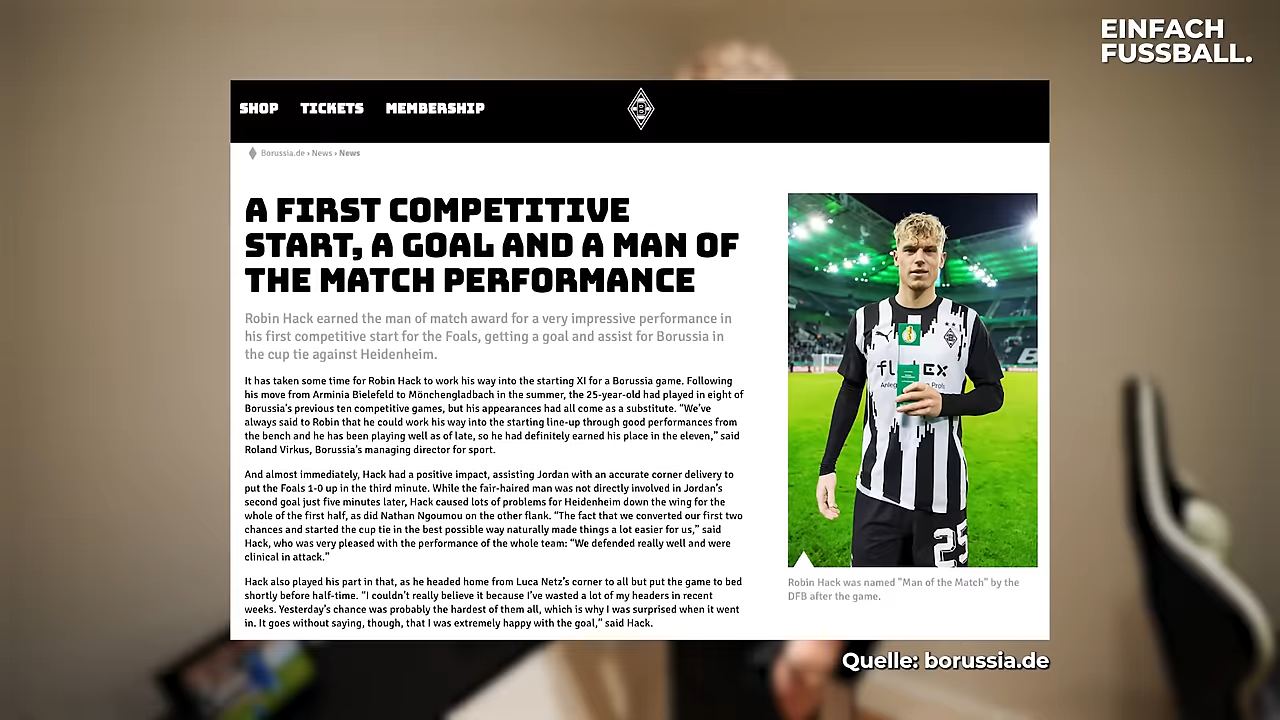 EINFACH
FUSSBALL.
SHOP TICKETS MEMBERSHIP
Borussia.de › News › News
A FIRST COMPETITIVE
START, A GOAL AND A MAN OF
THE MATCH PERFORMANCE
Robin Hack earned the man of match award for a very impressive performance in
his first competitive start for the Foals, getting a goal and assist for Borussia in
the cup tie against Heidenheim.
It has taken some time for Robin Hack to work his way into the starting XI for a Borussia game. Following
his move from Arminia Bielefeld to Mönchengladbach in the summer, the 25-year-old had played in eight of
Borussia's previous ten competitive games, but his appearances had all come as a substitute. "We've
always said to Robin that he could work his way into the starting line-up through good performances from
the bench and he has been playing well as of late, so he had definitely earned his place in the eleven," said
Roland Virkus, Borussia's managing director for sport.
And almost immediately, Hack had a positive impact, assisting Jordan with an accurate corner delivery to
put the Foals 1-0 up in the third minute. While the fair-haired man was not directly involved in Jordan's
second goal just five minutes later, Hack caused lots of problems for Heidenheim down the wing for the
whole of the first half, as did Nathan Ngoumou on the other flank. "The fact that we converted our first two
chances and started the cup tie in the best possible way naturally made things a lot easier for us," said
Hack, who was very pleased with the performance of the whole team: "We defended really well and were
clinical in attack."
Hack also played his part in that, as he headed home from Luca Netz's corner to all but put the game to bed
shortly before half-time. "I couldn't really believe it because I've wasted a lot of my headers in recent
weeks. Yesterday's chance was probably the hardest of them all, which is why I was surprised when it went
in. It goes without saying, though, that I was extremely happy with the goal," said Hack.
25
Robin Hack was named "Man of the Match" by the
DFB after the game.
Quelle: borussia.de